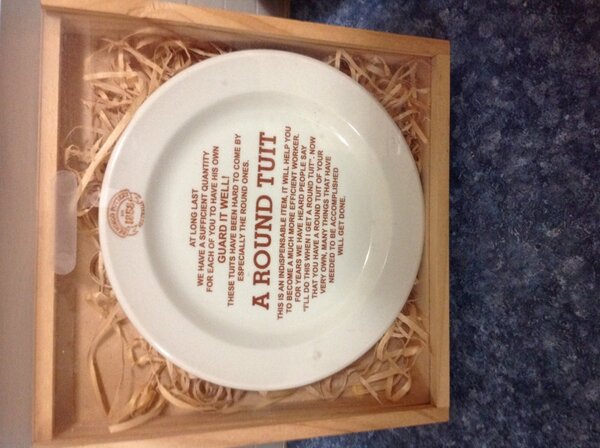 AT LONG LAST
WE HAVE A SUFFICIENT QUANTITY
FOR EACH OF YOU TO HAVE HIS OWN
GUARD IT WELL!
THESE TUITS HAVE BEEN HARD TO COME BY
ESPECIALLY THE ROUND ONES.
A ROUND TUIT
THIS IS AN INDISPENSABLE ITEM, IT WILL HELP YOU
TO BECOME A MUCH MORE EFFICIENT WORKER.
FOR YEARS WE HAVE HEARD PEOPLE SAY
"I'LL DO THIS WHEN I GET A ROUND TUIT". NOW
THAT YOU HAVE A ROUND TUIT OF YOUR
VERY OWN, MANY THINGS THAT HAVE
NEEDED TO BE ACCOMPLISHED
WILL GET DONE.